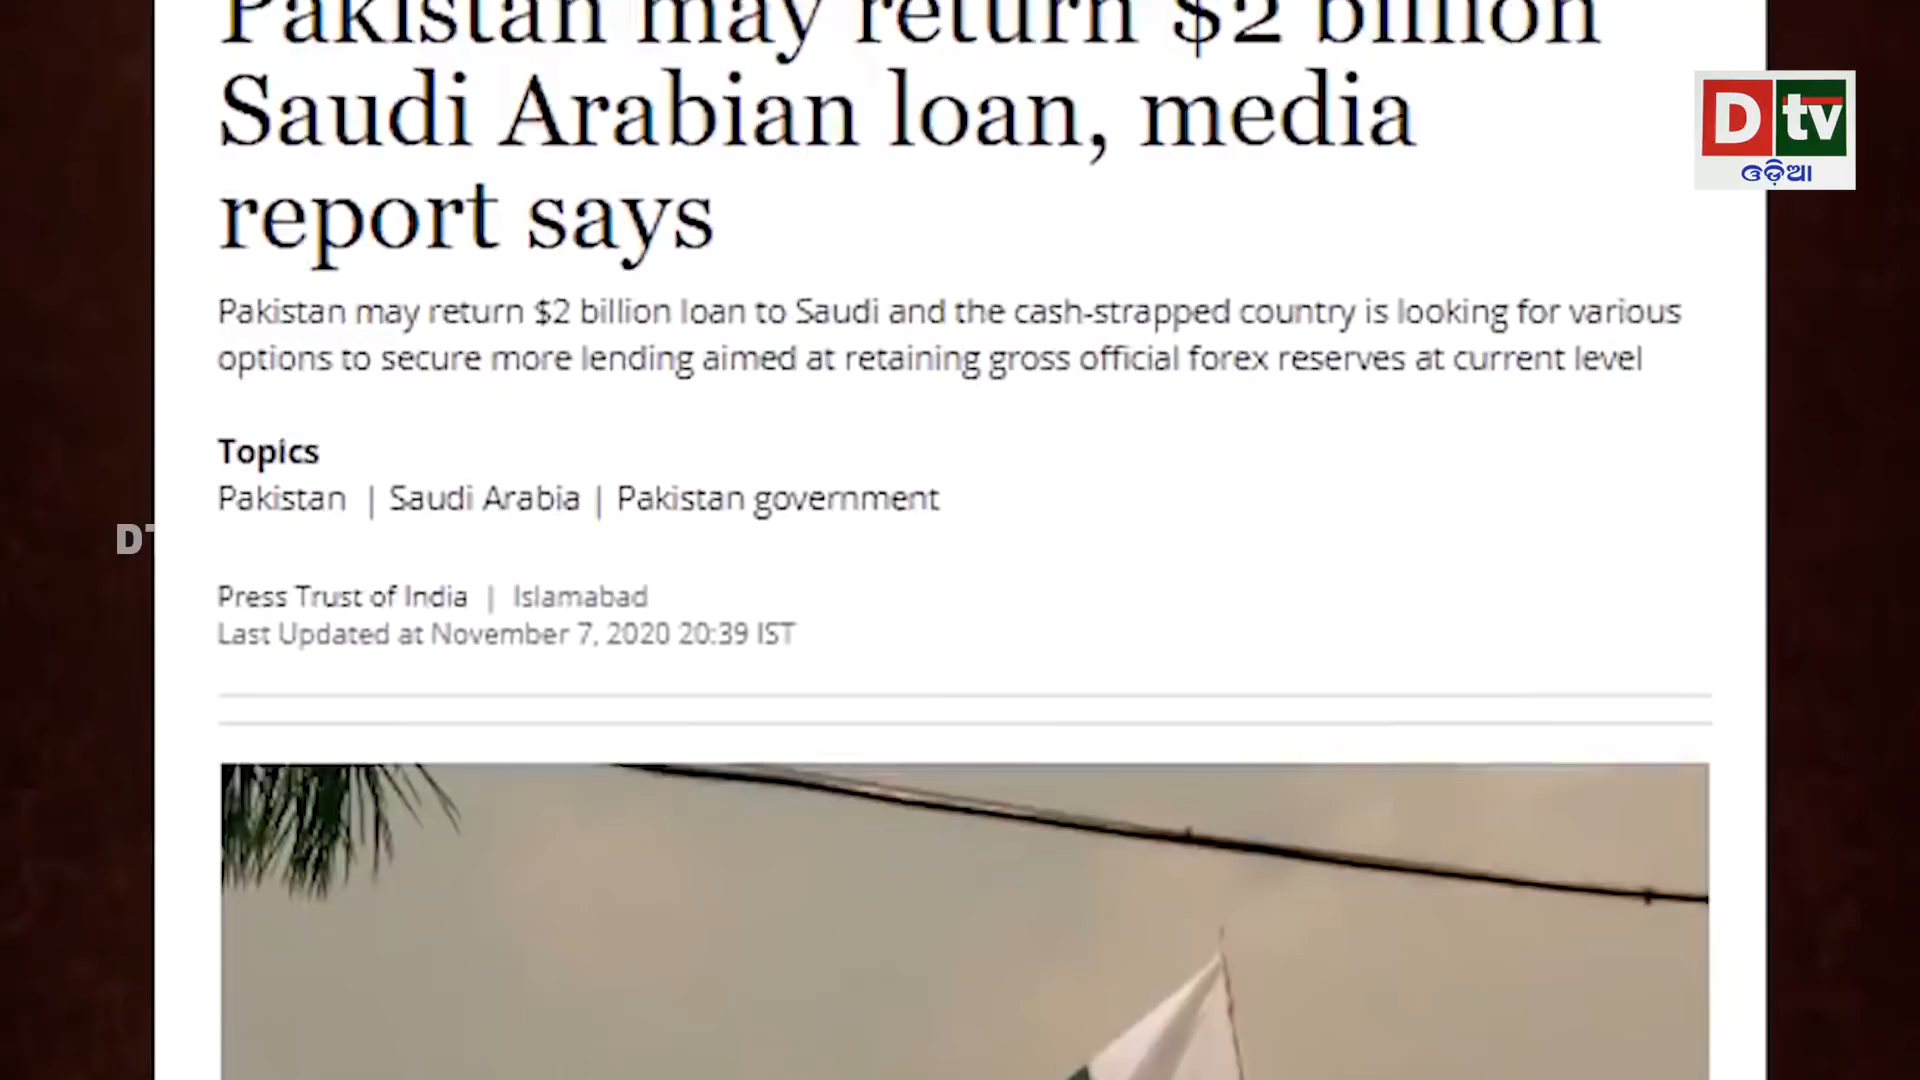 Pakistan may return $2 billion
Saudi Arabian loan, media
report says
Dtv
ଓଡ଼ିଆ
Pakistan may return $2 billion loan to Saudi and the cash-strapped country is looking for various
options to secure more lending aimed at retaining gross official forex reserves at current level
Topics
Pakistan | Saudi Arabia | Pakistan government
DT
Press Trust of India | Islamabad
Last Updated at November 7, 2020 20:39 IST